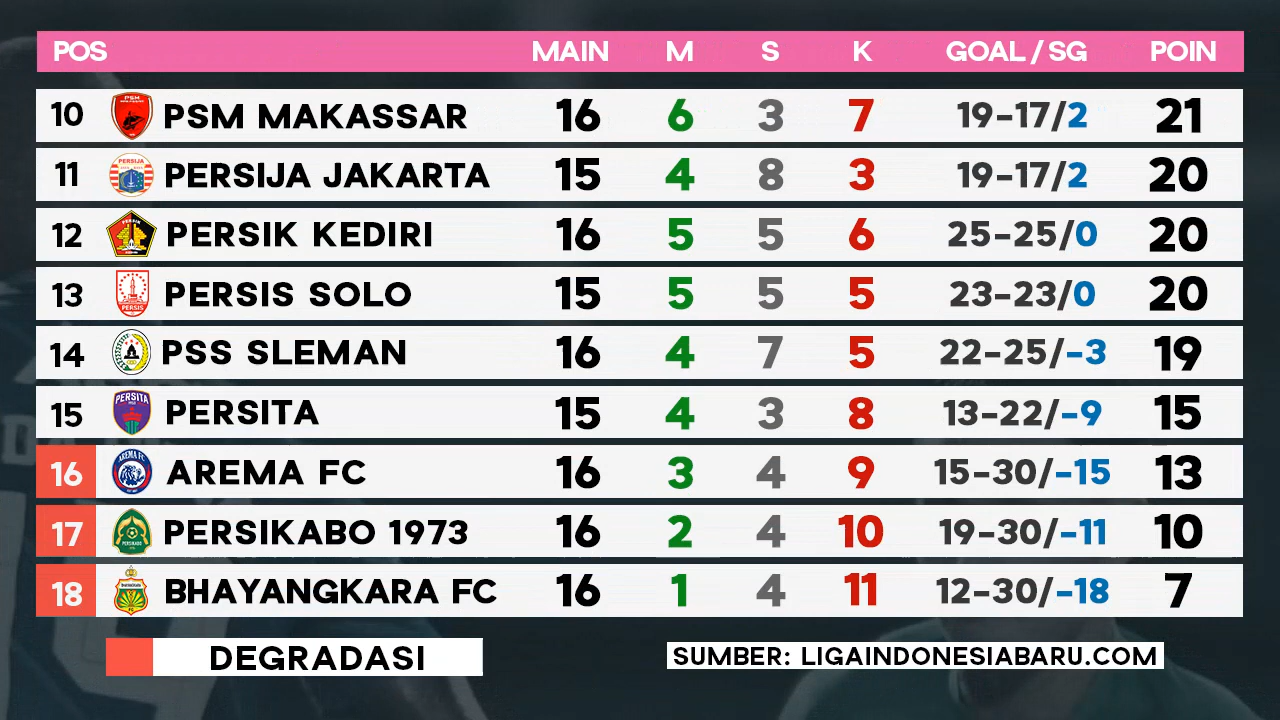 POS MAIN M S K GOAL / SG POIN
10 PSM MAKASSAR 16 6 3 7 19-17/2 21
11 PERSIJA JAKARTA 15 4 8 3 19-17/2 20
12 PERSIK KEDIRI 16 5 5 6 25-25/0 20
13 PERSIS SOLO 15 5 5 5 23-23/0 20
14 PSS SLEMAN 16 4 7 5 22-25/-3 19
15 PERSITA 15 4 3 8 13-22/-9 15
16 AREMA FC 16 3 4 9 15-30/-15 13
17 PERSIKABO 1973 16 2 4 10 19-30/-11 10
18 BHAYANGKARA FC 16 1 4 11 12-30/-18 7
DEGRADASI
SUMBER: LIGAINDONESIABARU.COM